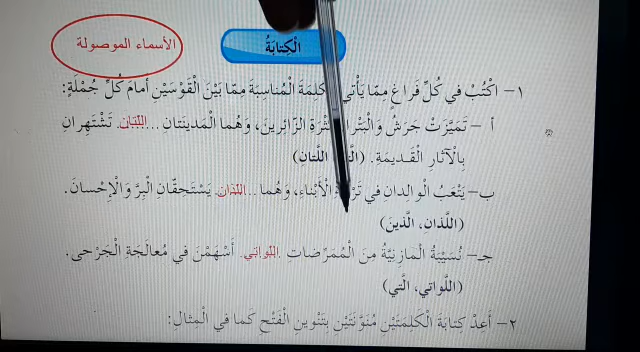 الأسماء الموصولة
الْكِتابَةُ
١- اكْتُبْ في كُلِّ فَراغٍ مِمّا يَأْتي الْكَلِمَةَ الْمُناسِبَةَ مِمّا بَيْنَ الْقَوْسَيْنِ أَمامَ كُلِّ جُمْلَةٍ:
أ - تَمَيَّزَتْ جَرَشُ وَالْبَتْرا الزّائِرينَ، وَهُما الْمَدينَتانِ ...اللّتان.. تَشْتَهِرانِ
بِالْآثارِ الْقَديمَةِ. ( اللَّتانِ)
ب- يَتْعَبُ الْوالِدانِ في الْأَبْناءِ، وَهُما ...اللّذان.. يَسْتَحِقّانِ الْبِرَّ وَالْإِحْسانَ.
(اللَّذانِ، الَّذينَ)
جـ- نُسَيْبَةُ الْمازِنِيَّةُ مِنَ الْمُمَرِّضاتِ .اللّواتي. أَسْهَمْنَ في مُعالَجَةِ الْجَرْحى.
(اللَّواتي، الَّتي)
٢- أَعِدْ كِتابَةَ الْكَلِمَتَيْنِ مُنَوَّنَتَيْنِ بِتَنْوينِ الْفَتْحِ كَما في الْمِثالِ: